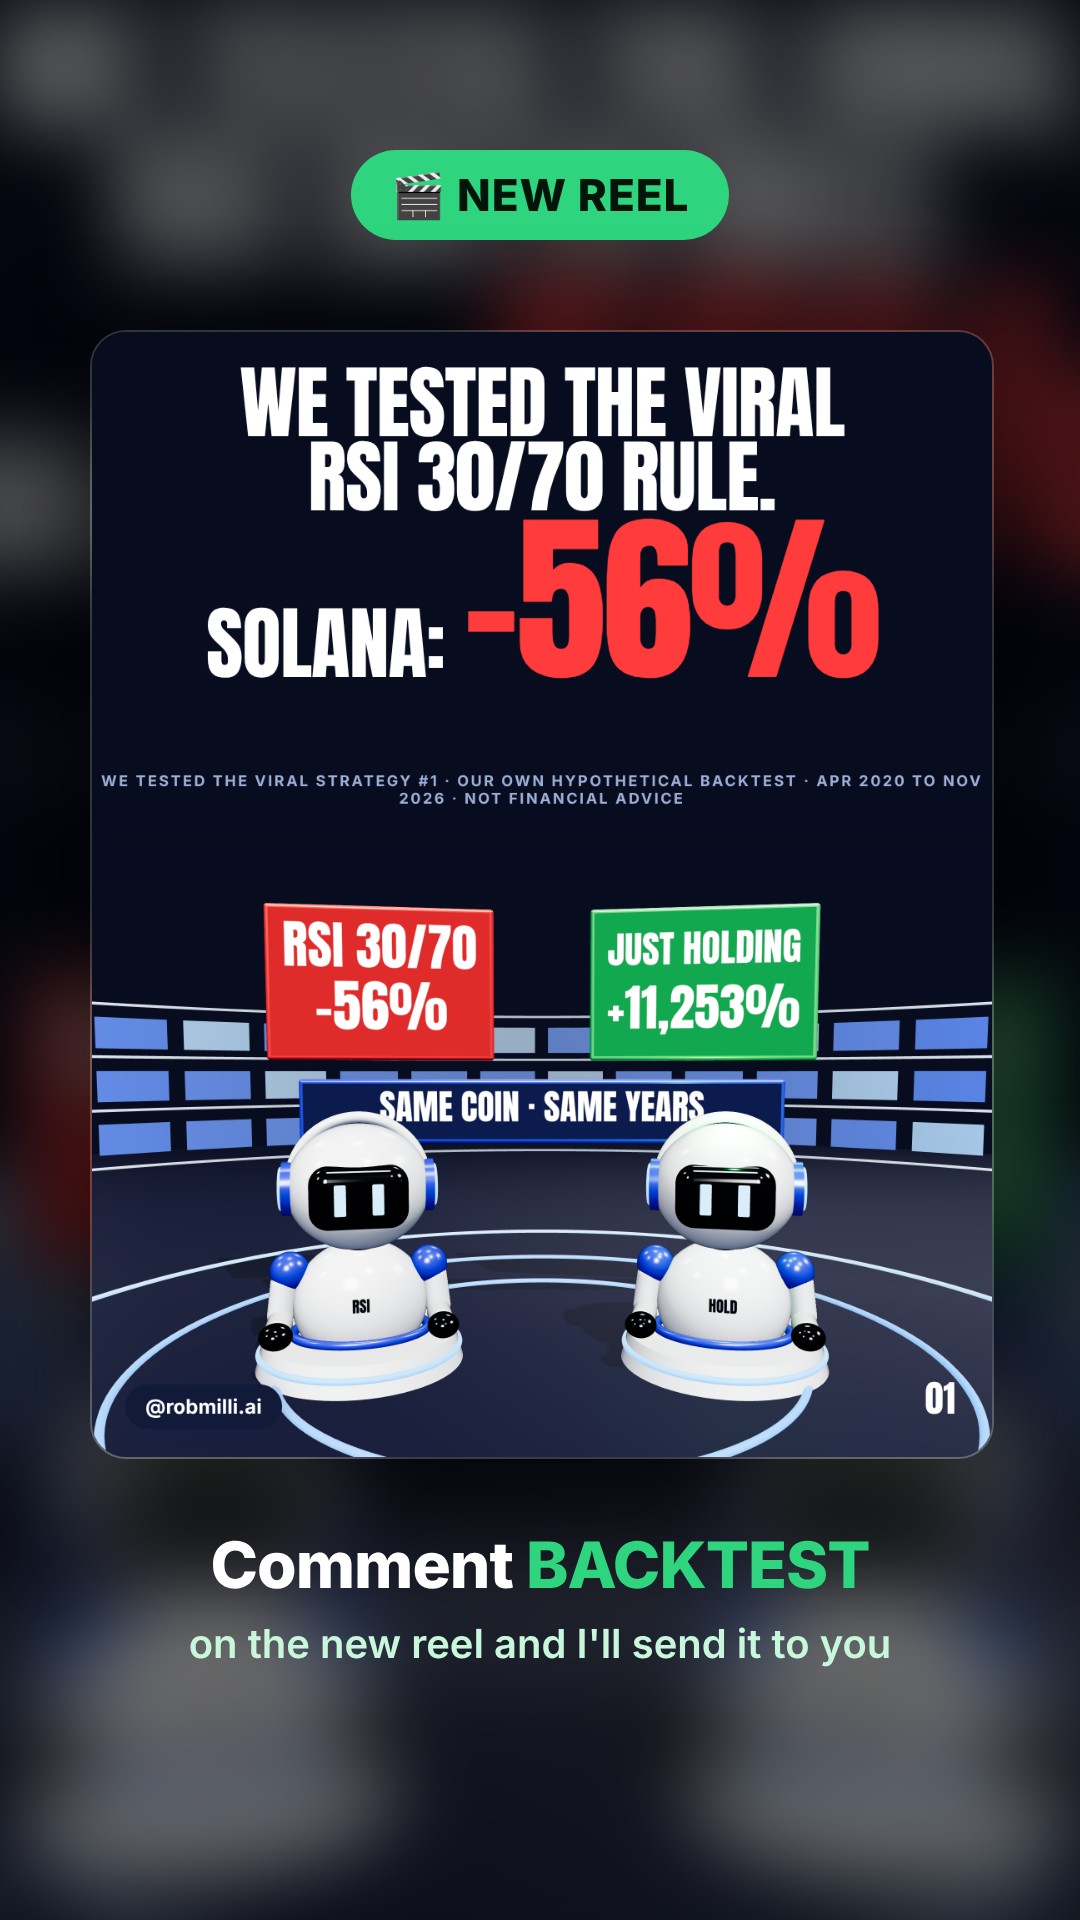 🎬 NEW REEL
WE TESTED THE VIRAL
RSI 30/70 RULE.
SOLANA: -56%
WE TESTED THE VIRAL STRATEGY #1 · OUR OWN HYPOTHETICAL BACKTEST · APR 2020 TO NOV
2026 · NOT FINANCIAL ADVICE
RSI 30/70
-56%
JUST HOLDING
+11,253%
SAME COIN · SAME YEARS
RSI
HOLD
@robmilli.ai
01
Comment BACKTEST
on the new reel and I'll send it to you